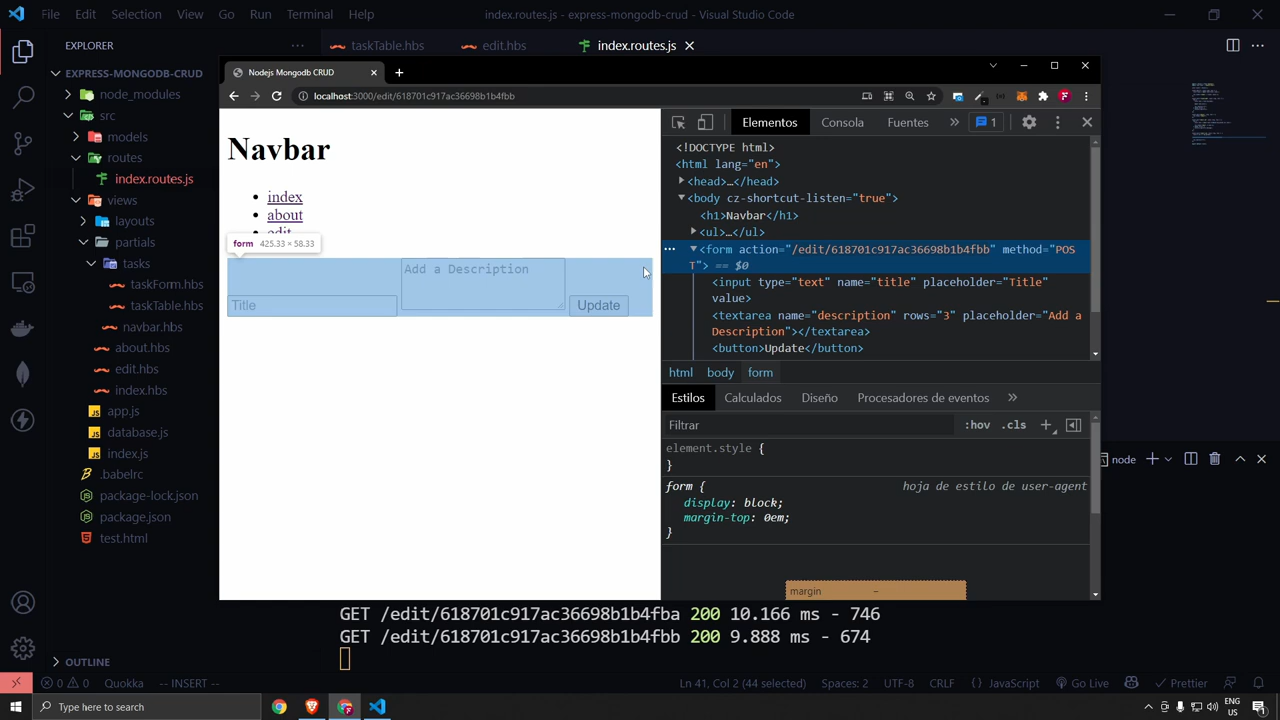 File Edit Selection View Go Run Terminal Help
index.routes.js - express-mongodb-crud - Visual Studio Code
EXPLORER
taskTable.hbs
edit.hbs
index.routes.js
EXPRESS-MONGODB-CRUD
node_modules
src
models
routes
index.routes.js
views
layouts
partials
tasks
taskForm.hbs
taskTable.hbs
navbar.hbs
about.hbs
edit.hbs
index.hbs
app.js
database.js
index.js
.babelrc
package-lock.json
package.json
test.html
OUTLINE
Nodejs Mongodb CRUD
localhost:3000/edit/618701c917ac36698b1b4fbb
Navbar
index
about
edit
form 425.33 × 58.33
Add a Description
Title
Update
Elementos
Consola
Fuentes
1
<!DOCTYPE html>
<html lang="en">
<head>…</head>
<body cz-shortcut-listen="true">
<h1>Navbar</h1>
<ul>…</ul>
<form action="/edit/618701c917ac36698b1b4fbb" method="POS
T"> == $0
<input type="text" name="title" placeholder="Title"
value>
<textarea name="description" rows="3" placeholder="Add a
Description"></textarea>
<button>Update</button>
html body form
Estilos Calculados Diseño Procesadores de eventos
Filtrar
:hov .cls
element.style {
}
form {
hoja de estilo de user-agent
display: block;
margin-top: 0em;
}
margin
node
GET /edit/618701c917ac36698b1b4fba 200 10.166 ms - 746
GET /edit/618701c917ac36698b1b4fbb 200 9.888 ms - 674
0 0 Quokka -- INSERT --
Ln 41, Col 2 (44 selected) Spaces: 2 UTF-8 CRLF {} JavaScript Go Live Prettier
Type here to search
ENG
US